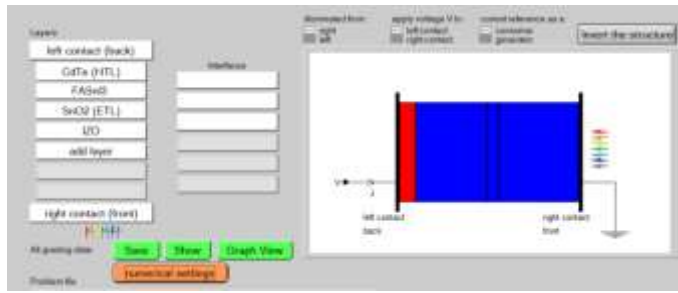 Layers
illuminated from:
apply voltage V to:
current reference as a:
right
left
left contact
right contact
consumer
generator
Invert the structure
left contact (back)
Interfaces
CdTe (HTL)
SnO2 (ETL)
IZO
add layer
right contact (front)
left contact
back
right contact
front
Save
Show
Graph View
numerical settings
Problem file